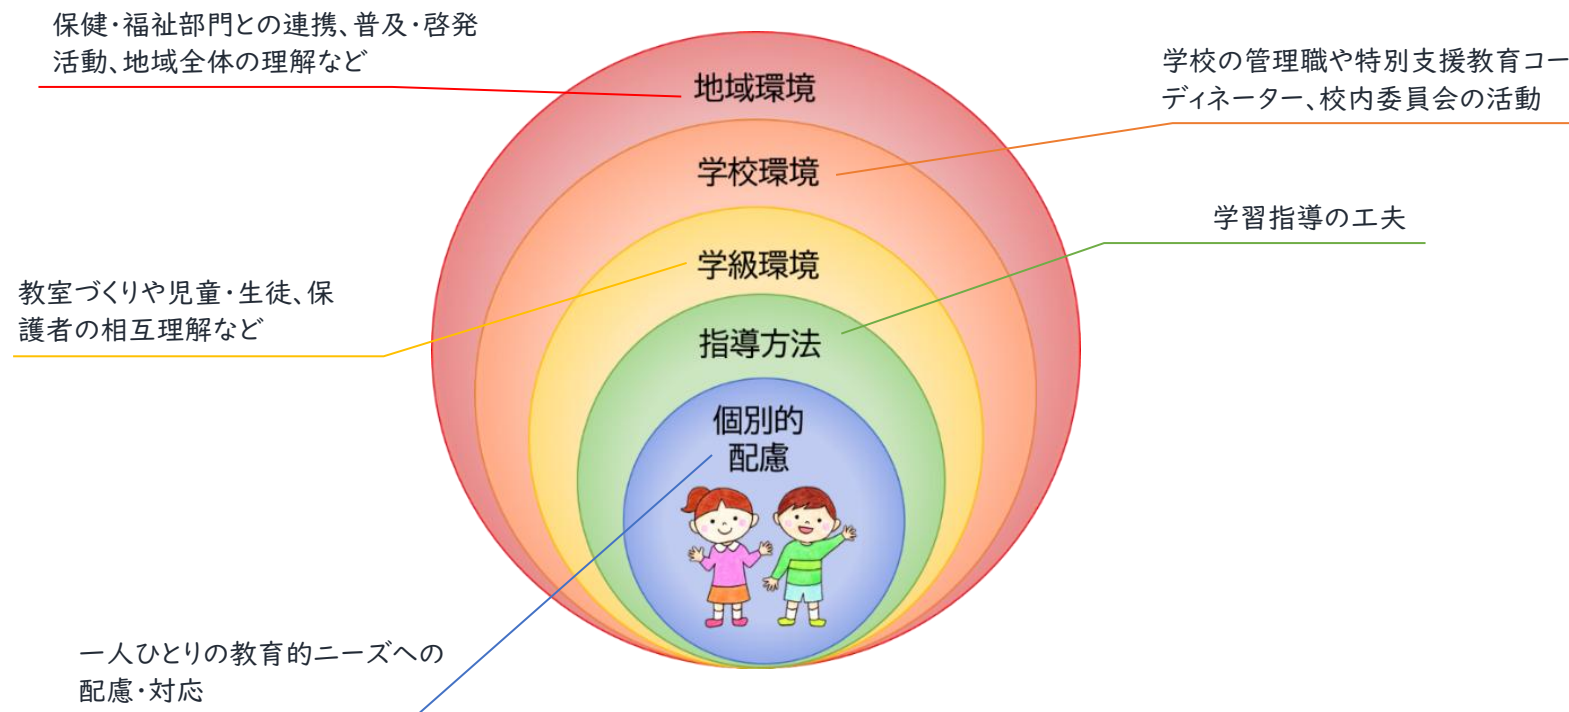 保健・福祉部門との連携、普及・啓発
活動、地域全体の理解など
地域環境
学校の管理職や特別支援教育コー
ディネーター、校内委員会の活動
学校環境
学習指導の工夫
学級環境
教室づくりや児童・生徒、保
護者の相互理解など
指導方法
個別的
配慮
一人ひとりの教育的ニーズへの
配慮・対応